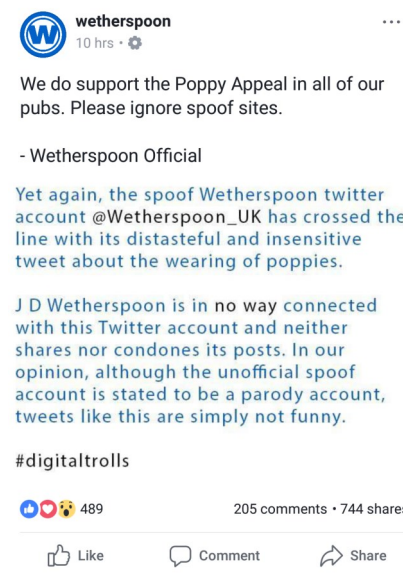 W
wetherspoon
10 hrs
We do support the Poppy Appeal in all of our
pubs. Please ignore spoof sites.
- Wetherspoon Official
Yet again, the spoof Wetherspoon twitter
account @Wetherspoon_UK has crossed the
line with its distasteful and insensitive
tweet about the wearing of poppies.
J D Wetherspoon is in no way connected
with this Twitter account and neither
shares nor condones its posts. In our
opinion, although the unofficial spoof
account is stated to be a parody account,
tweets like this are simply not funny.
#digitaltrolls
489 205 comments • 744 share
Like Comment Share